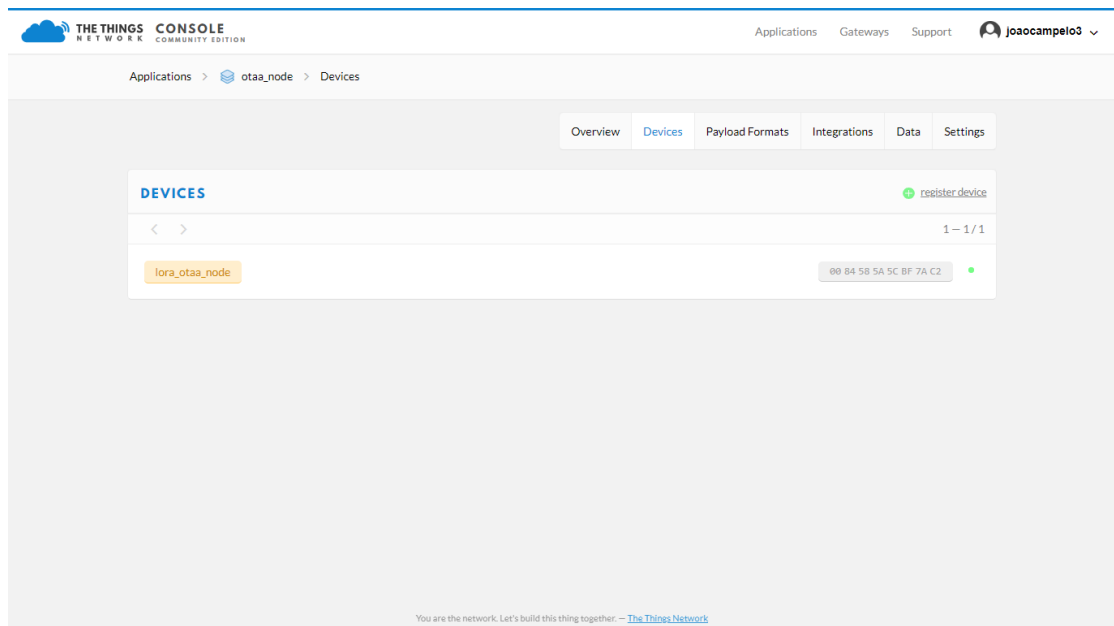 THE THINGS CONSOLE
NETWORK COMMUNITY EDITION
Applications Gateways Support joaocampelo3
Applications > otaa_node > Devices
Overview Devices Payload Formats Integrations Data Settings
DEVICES
register device
1 — 1 / 1
lora_otaa_node
00 84 58 5A 5C BF 7A C2
You are the network. Let's build this thing together. — The Things Network